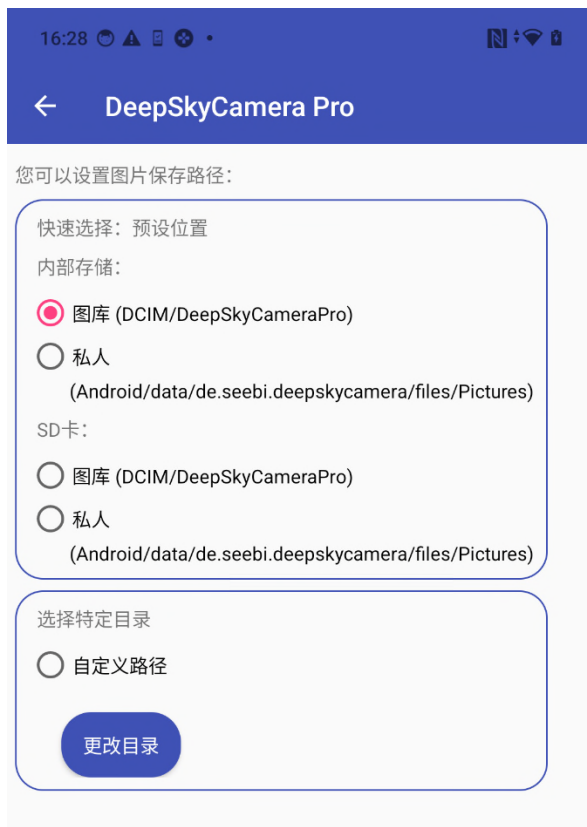 16:28
DeepSkyCamera Pro
您可以设置图片保存路径：
快速选择：预设位置
内部存储：
图库 (DCIM/DeepSkyCameraPro)
私人
(Android/data/de.seebi.deepskycamera/files/Pictures)
SD卡：
图库 (DCIM/DeepSkyCameraPro)
私人
(Android/data/de.seebi.deepskycamera/files/Pictures)
选择特定目录
自定义路径
更改目录